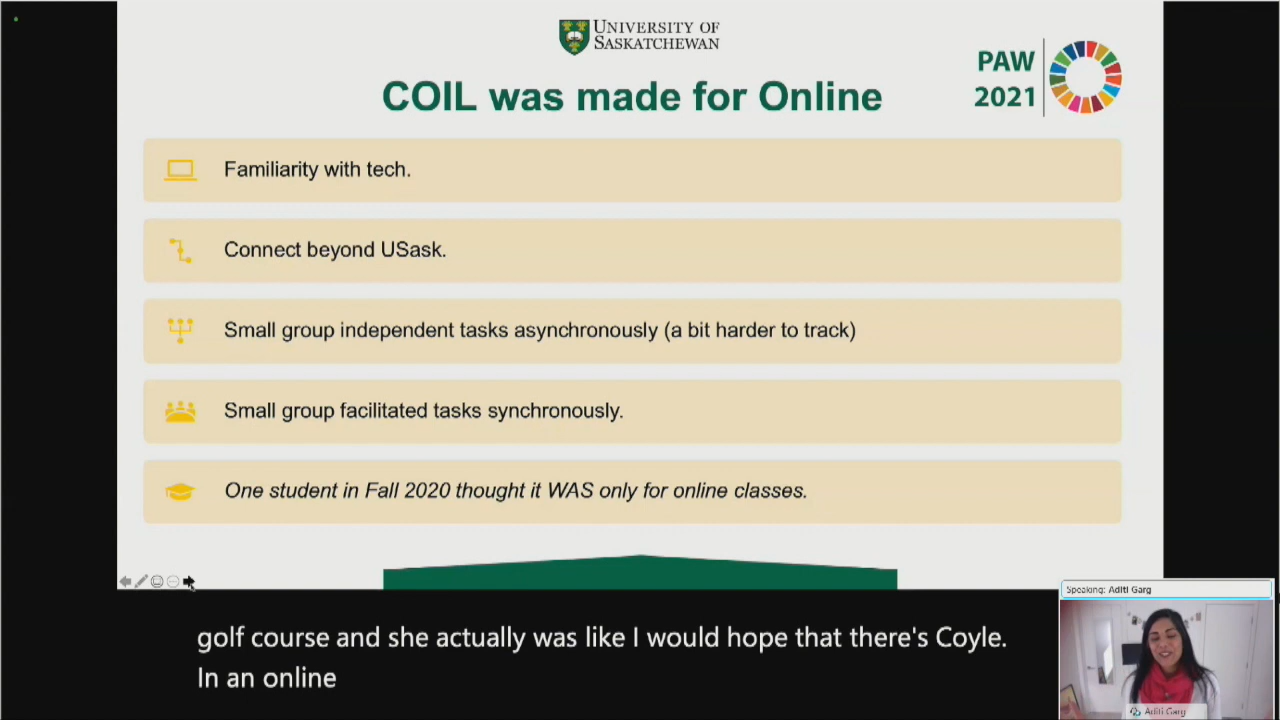 UNIVERSITY OF
SASKATCHEWAN
PAW
2021
COIL was made for Online
Familiarity with tech.
Connect beyond USask.
Small group independent tasks asynchronously (a bit harder to track)
Small group facilitated tasks synchronously.
One student in Fall 2020 thought it WAS only for online classes.
golf course and she actually was like I would hope that there's Coyle.
In an online
Speaking: Aditi Garg
Aditi Garg